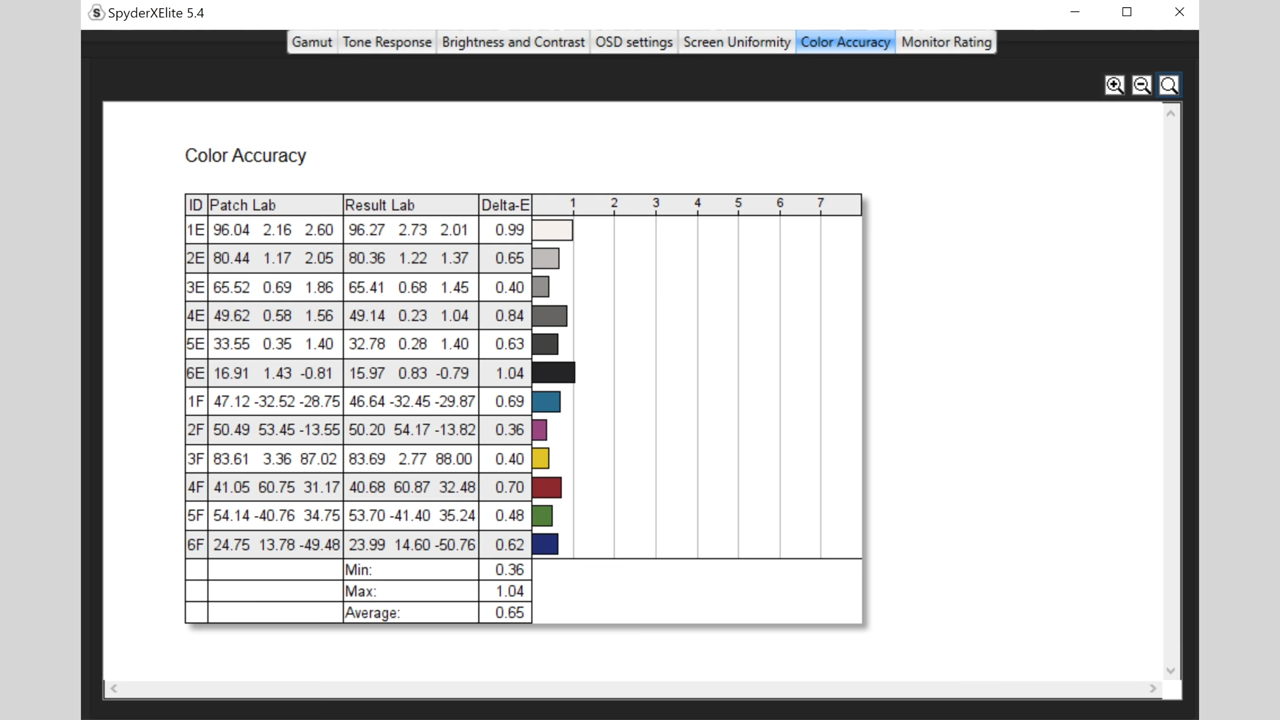 SpyderXElite 5.4
Gamut Tone Response Brightness and Contrast OSD settings Screen Uniformity Color Accuracy Monitor Rating
Color Accuracy
ID Patch Lab Result Lab Delta-E 1 2 3 4 5 6 7
1E 96.04 2.16 2.60 96.27 2.73 2.01 0.99
2E 80.44 1.17 2.05 80.36 1.22 1.37 0.65
3E 65.52 0.69 1.86 65.41 0.68 1.45 0.40
4E 49.62 0.58 1.56 49.14 0.23 1.04 0.84
5E 33.55 0.35 1.40 32.78 0.28 1.40 0.63
6E 16.91 1.43 -0.81 15.97 0.83 -0.79 1.04
1F 47.12 -32.52 -28.75 46.64 -32.45 -29.87 0.69
2F 50.49 53.45 -13.55 50.20 54.17 -13.82 0.36
3F 83.61 3.36 87.02 83.69 2.77 88.00 0.40
4F 41.05 60.75 31.17 40.68 60.87 32.48 0.70
5F 54.14 -40.76 34.75 53.70 -41.40 35.24 0.48
6F 24.75 13.78 -49.48 23.99 14.60 -50.76 0.62
Min: 0.36
Max: 1.04
Average: 0.65